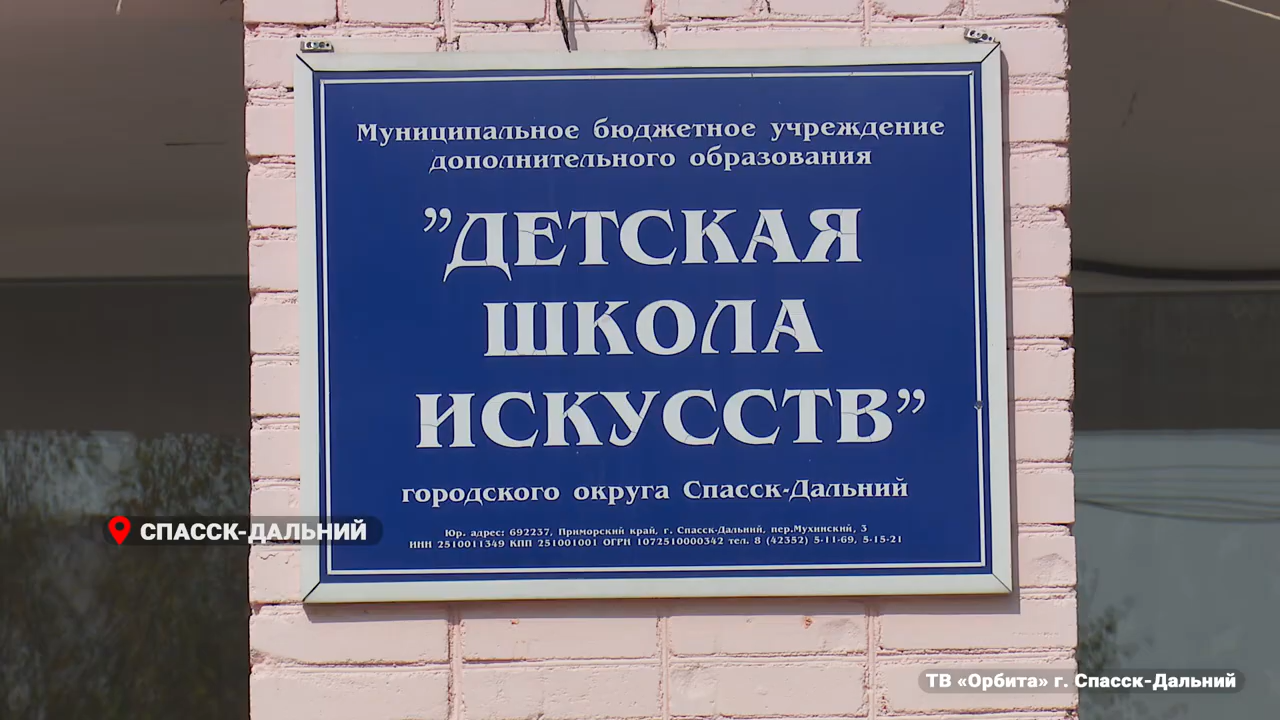 Муниципальное бюджетное учреждение
дополнительного образования
"ДЕТСКАЯ
ШКОЛА
ИСКУССТВ"
городского округа Спасск-Дальний
Юр. адрес: 692237, Приморский край, г. Спасск-Дальний, пер.Мухинский, 3
ИНН 2510011349 КПП 251001001 ОГРН 1072510000342 тел. 8 (42352) 5-11-69, 5-15-21
СПАССК-ДАЛЬНИЙ
ТВ «Орбита» г. Спасск-Дальний